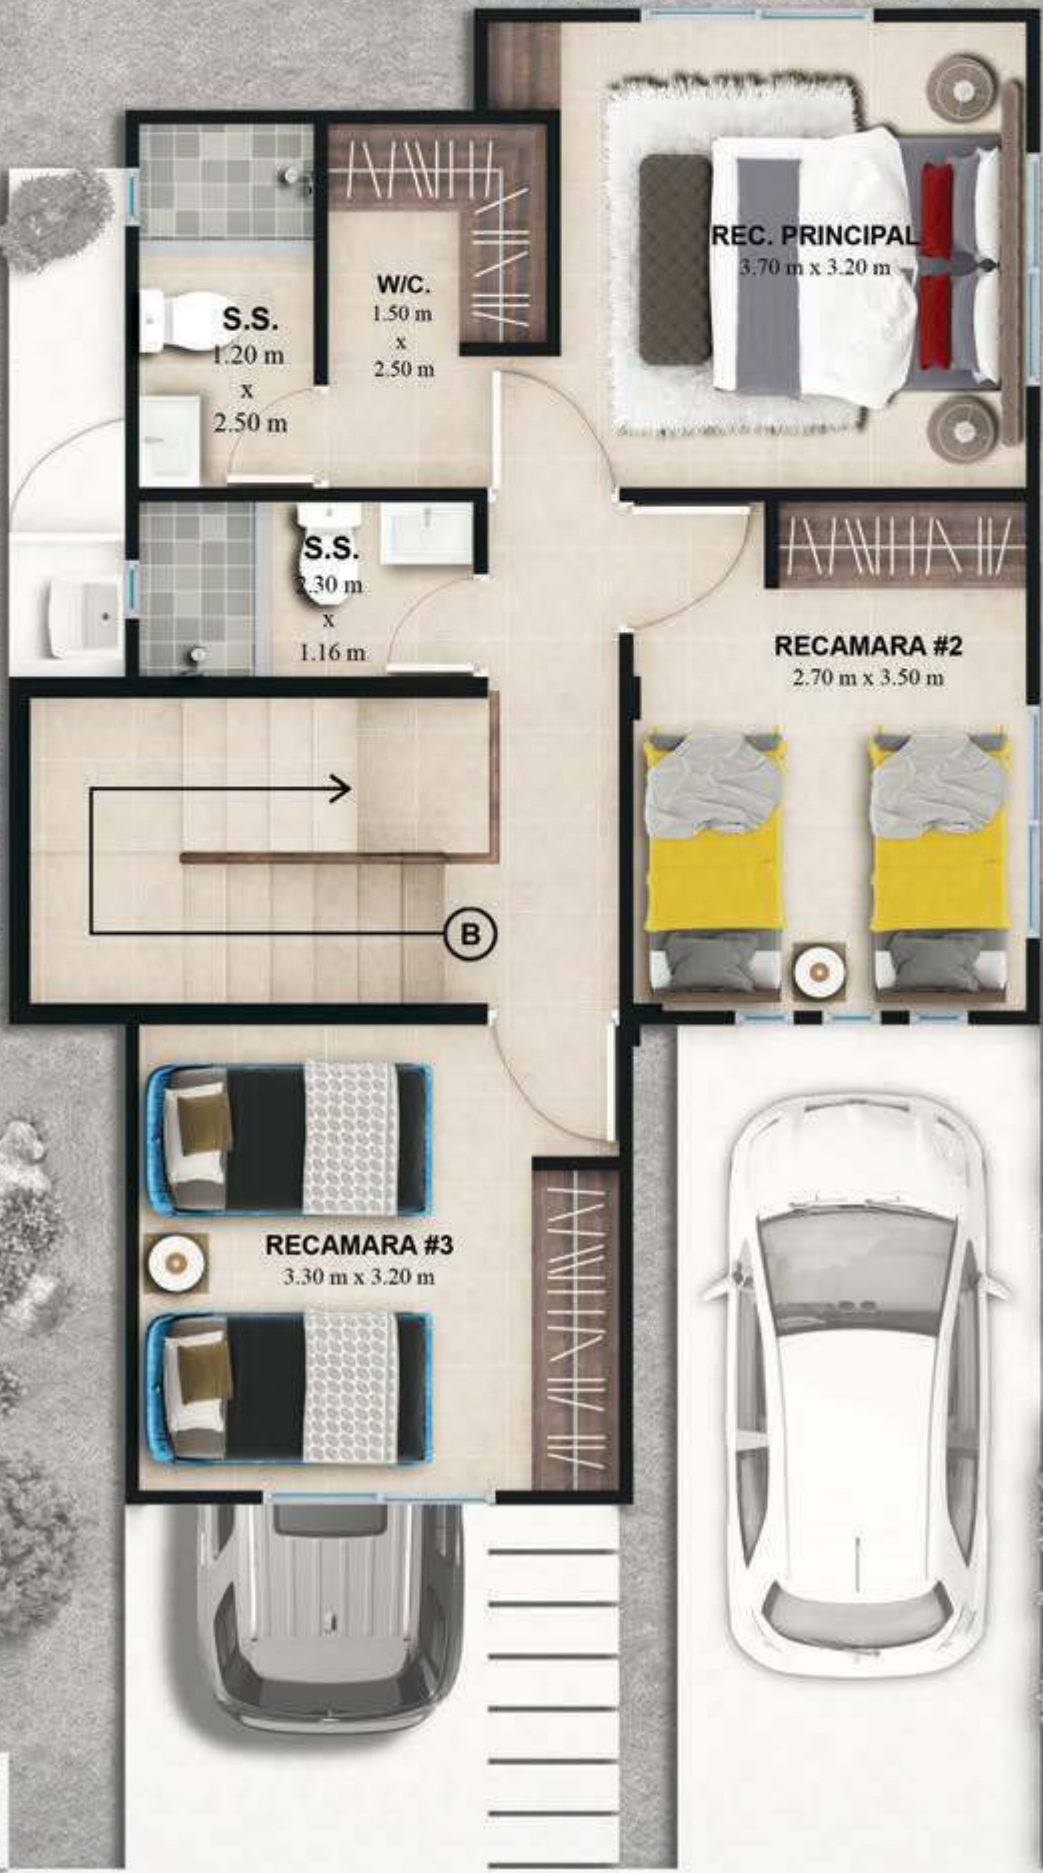 REC. PRINCIPAL
3.70 m x 3.20 m
W/C.
1.50 m
x
2.50 m
S.S.
1.20 m
x
2.50 m
S.S.
2.30 m
x
1.16 m
RECAMARA #2
2.70 m x 3.50 m
B
RECAMARA #3
3.30 m x 3.20 m